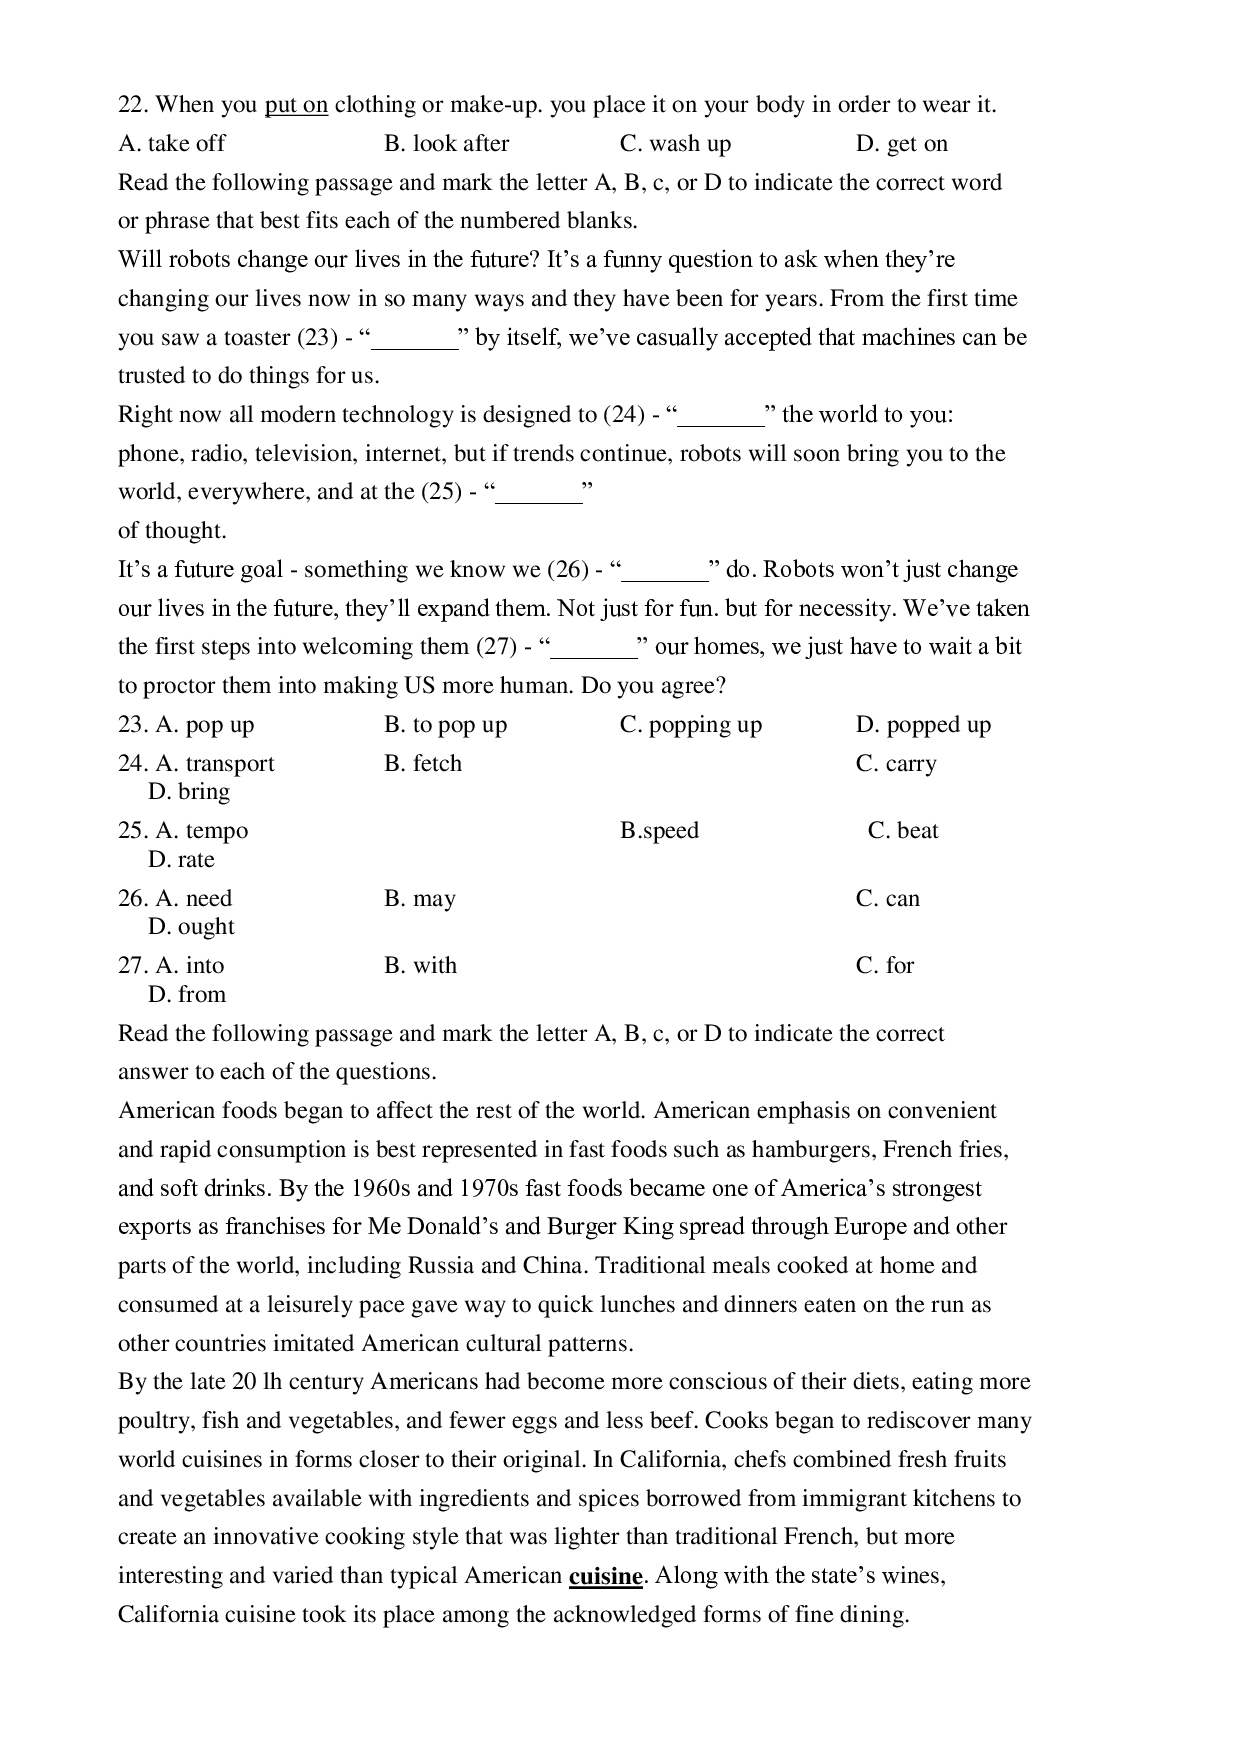 22. When you put on clothing or make-up. you place it on your body in order to wear it.
A. take off B. look after C. wash up D. get on
Read the following passage and mark the letter A, B, c, or D to indicate the correct word
or phrase that best fits each of the numbered blanks.
Will robots change our lives in the future? It’s a funny question to ask when they’re
changing our lives now in so many ways and they have been for years. From the first time
you saw a toaster (23) - “_______” by itself, we’ve casually accepted that machines can be
trusted to do things for us.
Right now all modern technology is designed to (24) - “_______” the world to you:
phone, radio, television, internet, but if trends continue, robots will soon bring you to the
world, everywhere, and at the (25) - “_______”
of thought.
It’s a future goal - something we know we (26) - “_______” do. Robots won’t just change
our lives in the future, they’ll expand them. Not just for fun. but for necessity. We’ve taken
the first steps into welcoming them (27) - “_______” our homes, we just have to wait a bit
to proctor them into making US more human. Do you agree?
23. A. pop up B. to pop up C. popping up D. popped up
24. A. transport B. fetch C. carry
D. bring
25. A. tempo B.speed C. beat
D. rate
26. A. need B. may C. can
D. ought
27. A. into B. with C. for
D. from
Read the following passage and mark the letter A, B, c, or D to indicate the correct
answer to each of the questions.
American foods began to affect the rest of the world. American emphasis on convenient
and rapid consumption is best represented in fast foods such as hamburgers, French fries,
and soft drinks. By the 1960s and 1970s fast foods became one of America’s strongest
exports as franchises for Me Donald’s and Burger King spread through Europe and other
parts of the world, including Russia and China. Traditional meals cooked at home and
consumed at a leisurely pace gave way to quick lunches and dinners eaten on the run as
other countries imitated American cultural patterns.
By the late 20 lh century Americans had become more conscious of their diets, eating more
poultry, fish and vegetables, and fewer eggs and less beef. Cooks began to rediscover many
world cuisines in forms closer to their original. In California, chefs combined fresh fruits
and vegetables available with ingredients and spices borrowed from immigrant kitchens to
create an innovative cooking style that was lighter than traditional French, but more
interesting and varied than typical American cuisine. Along with the state’s wines,
California cuisine took its place among the acknowledged forms of fine dining.